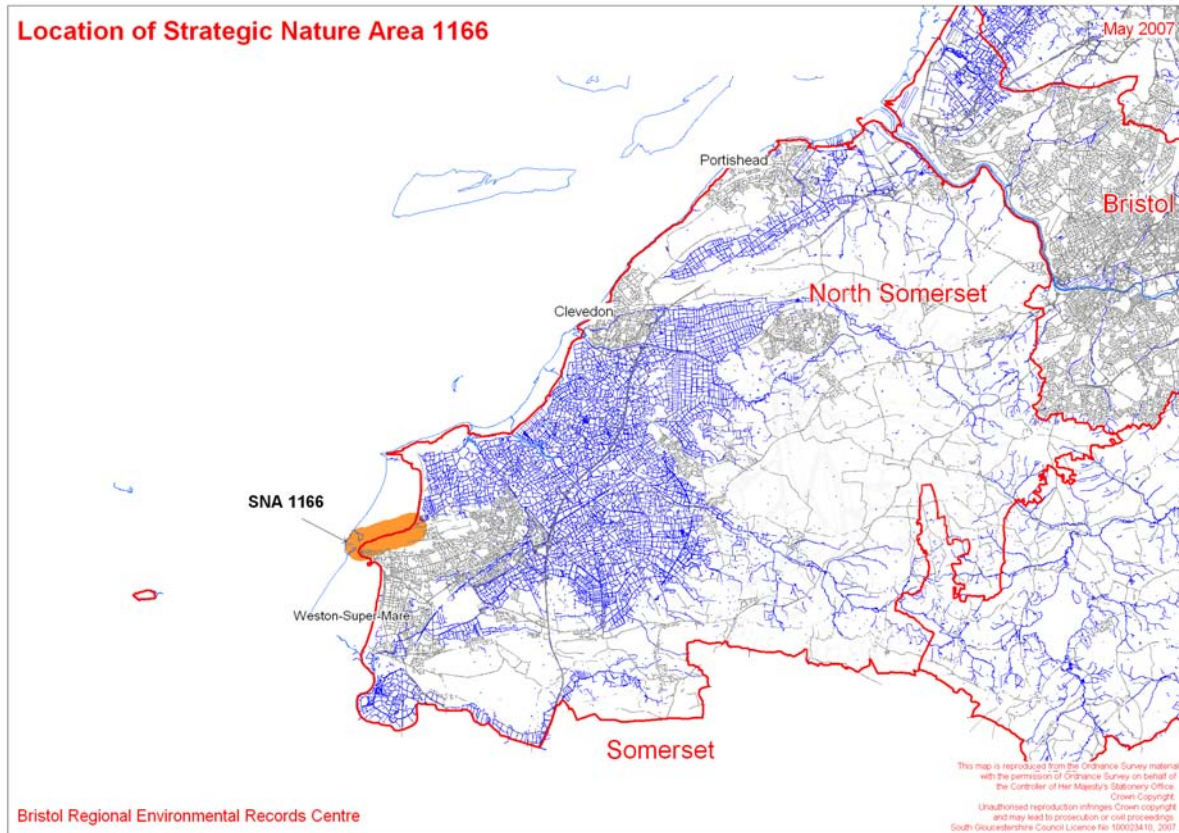 Location of Strategic Nature Area 1166
May 2007
Portishead
Bristol
North Somerset
Clevedon
SNA 1166
Weston-Super-Mare
Somerset
This map is reproduced from the Ordnance Survey material
with the permission of Ordnance Survey on behalf of
the Controller of Her Majesty's Stationery Office
Crown Copyright.
Unauthorised reproduction infringes Crown copyright
and may lead to prosecution or civil proceedings.
South Gloucestershire Council Licence No 100023410, 2007
Bristol Regional Environmental Records Centre